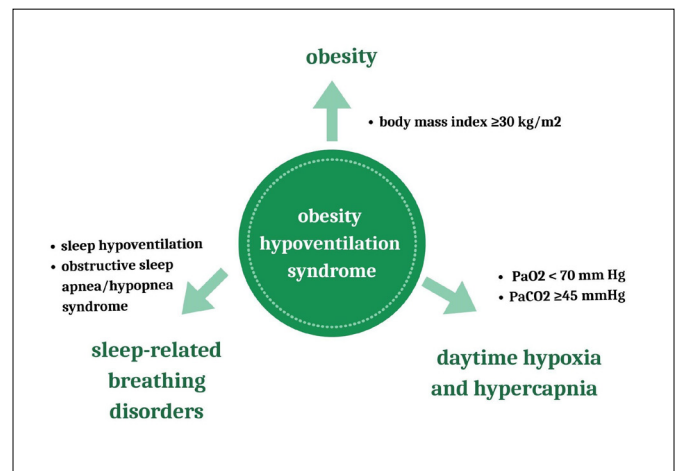 obesity
• body mass index ≥30 kg/m2
obesity
hypoventilation
syndrome
• sleep hypoventilation
• obstructive sleep
apnea/hypopnea
syndrome
sleep-related
breathing
disorders
• PaO2 < 70 mm Hg
• PaCO2 ≥45 mmHg
daytime hypoxia
and hypercapnia